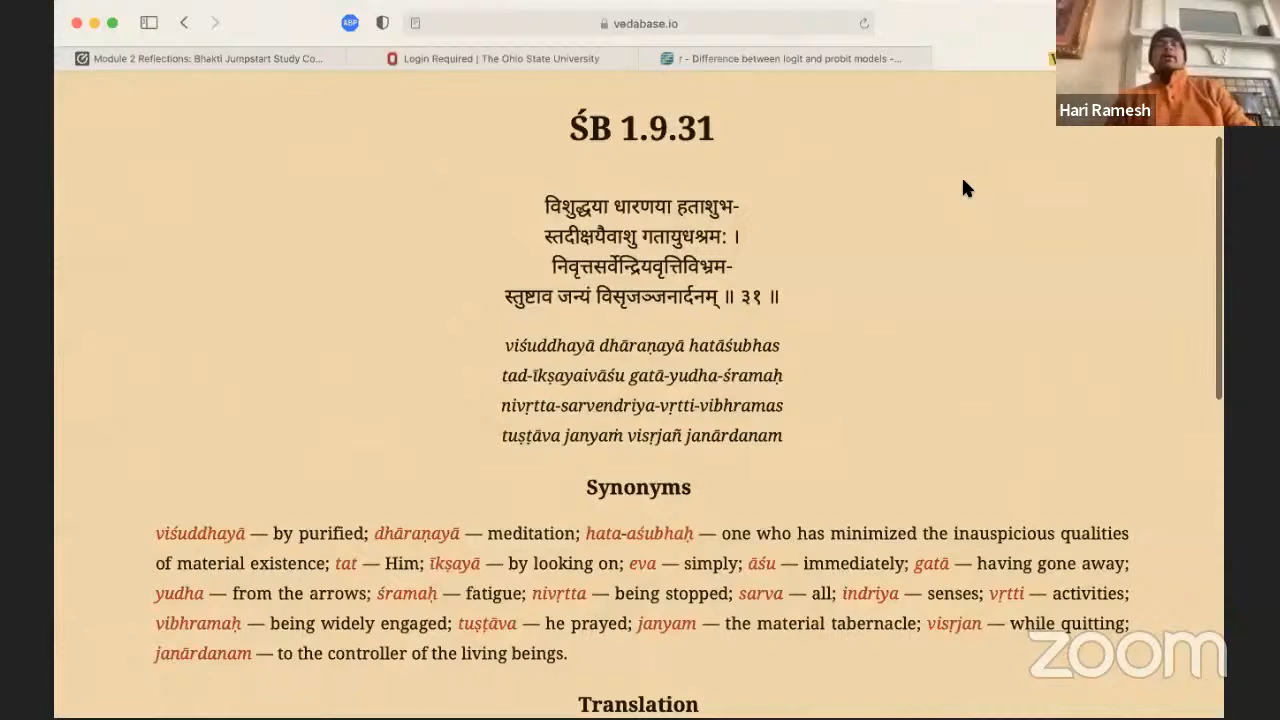 ABP
vedabase.io
Module 2 Reflections: Bhakti Jumpstart Study Co...
Login Required | The Ohio State University
r - Difference between logit and probit models -...
Hari Ramesh
ŚB 1.9.31
विशुद्धया धारणया हताशुभ-
स्तदीक्षयैवाशु गतायुधश्रम: ।
निवृत्तसर्वेन्द्रियवृत्तिविभ्रम-
स्तुष्टाव जन्यं विसृजञ्जनार्दनम् ॥ ३१ ॥
viśuddhayā dhāraṇayā hatāśubhas
tad-īkṣayaivāśu gatā-yudha-śramaḥ
nivṛtta-sarvendriya-vṛtti-vibhramas
tuṣṭāva janyaṁ visṛjañ janārdanam
Synonyms
viśuddhayā — by purified; dhāraṇayā — meditation; hata-aśubhaḥ — one who has minimized the inauspicious qualities
of material existence; tat — Him; īkṣayā — by looking on; eva — simply; āśu — immediately; gatā — having gone away;
yudha — from the arrows; śramaḥ — fatigue; nivṛtta — being stopped; sarva — all; indriya — senses; vṛtti — activities;
vibhramaḥ — being widely engaged; tuṣṭāva — he prayed; janyam — the material tabernacle; visṛjan — while quitting;
janārdanam — to the controller of the living beings.
zoom
Translation